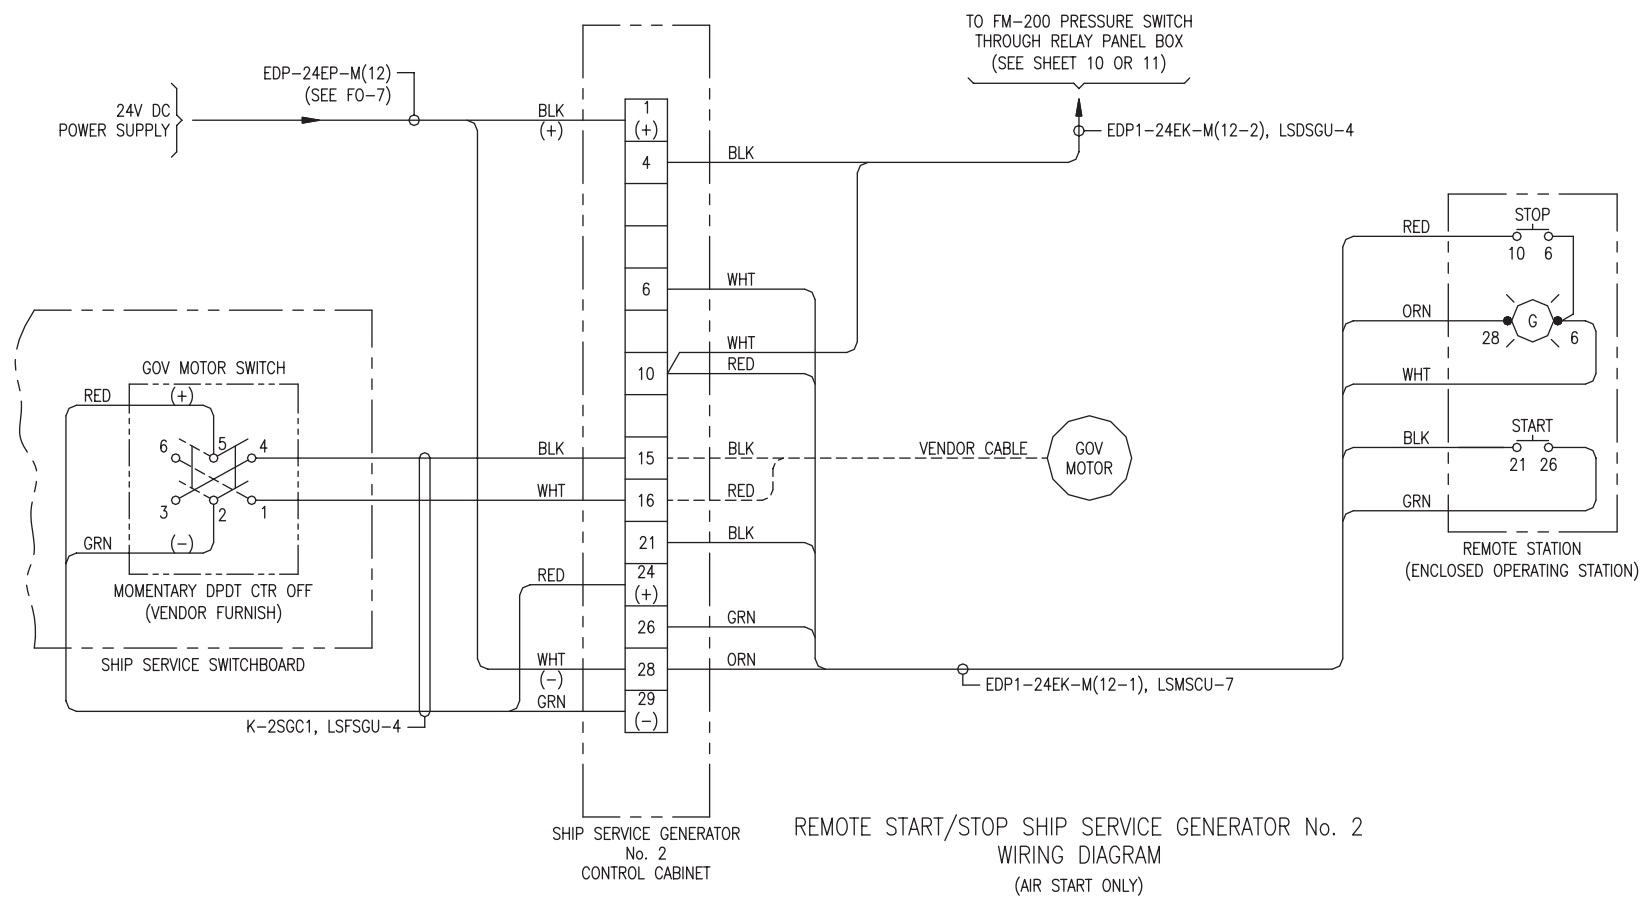 TO FM-200 PRESSURE SWITCH
THROUGH RELAY PANEL BOX
(SEE SHEET 10 OR 11)
EDP-24EP-M(12)
(SEE FO-7)
24V DC
POWER SUPPLY
BLK
(+)
1
(+)
4
BLK
EDP1-24EK-M(12-2), LSDSGU-4
6
WHT
WHT
10
RED
RED
STOP
10 6
ORN
G
28
6
WHT
START
BLK
21 26
GRN
REMOTE STATION
(ENCLOSED OPERATING STATION)
GOV MOTOR SWITCH
RED
(+)
6
5
4
3
2
1
GRN
(-)
MOMENTARY DPDT CTR OFF
(VENDOR FURNISH)
SHIP SERVICE SWITCHBOARD
BLK
15
BLK
VENDOR CABLE
GOV
MOTOR
WHT
16
RED
21
BLK
RED
24
(+)
26
GRN
WHT
(-)
28
ORN
GRN
29
(-)
EDP1-24EK-M(12-1), LSMSCU-7
K-2SGC1, LSFSGU-4
SHIP SERVICE GENERATOR
No. 2
CONTROL CABINET
REMOTE START/STOP SHIP SERVICE GENERATOR No. 2
WIRING DIAGRAM
(AIR START ONLY)